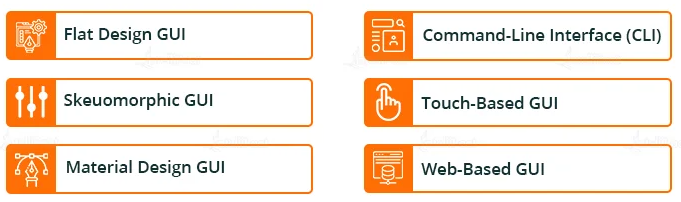 Flat Design GUI
Skeuomorphic GUI
Material Design GUI
Command-Line Interface (CLI)
Touch-Based GUI
Web-Based GUI